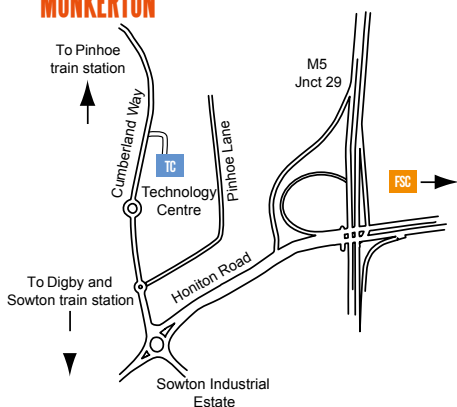 MONKERTON
To Pinhoe
train station
M5
Jnct 29
Cumberland Way
Pinhoe Lane
TC
Technology
Centre
FSC
Honiton Road
To Digby and
Sowton train station
Sowton Industrial
Estate